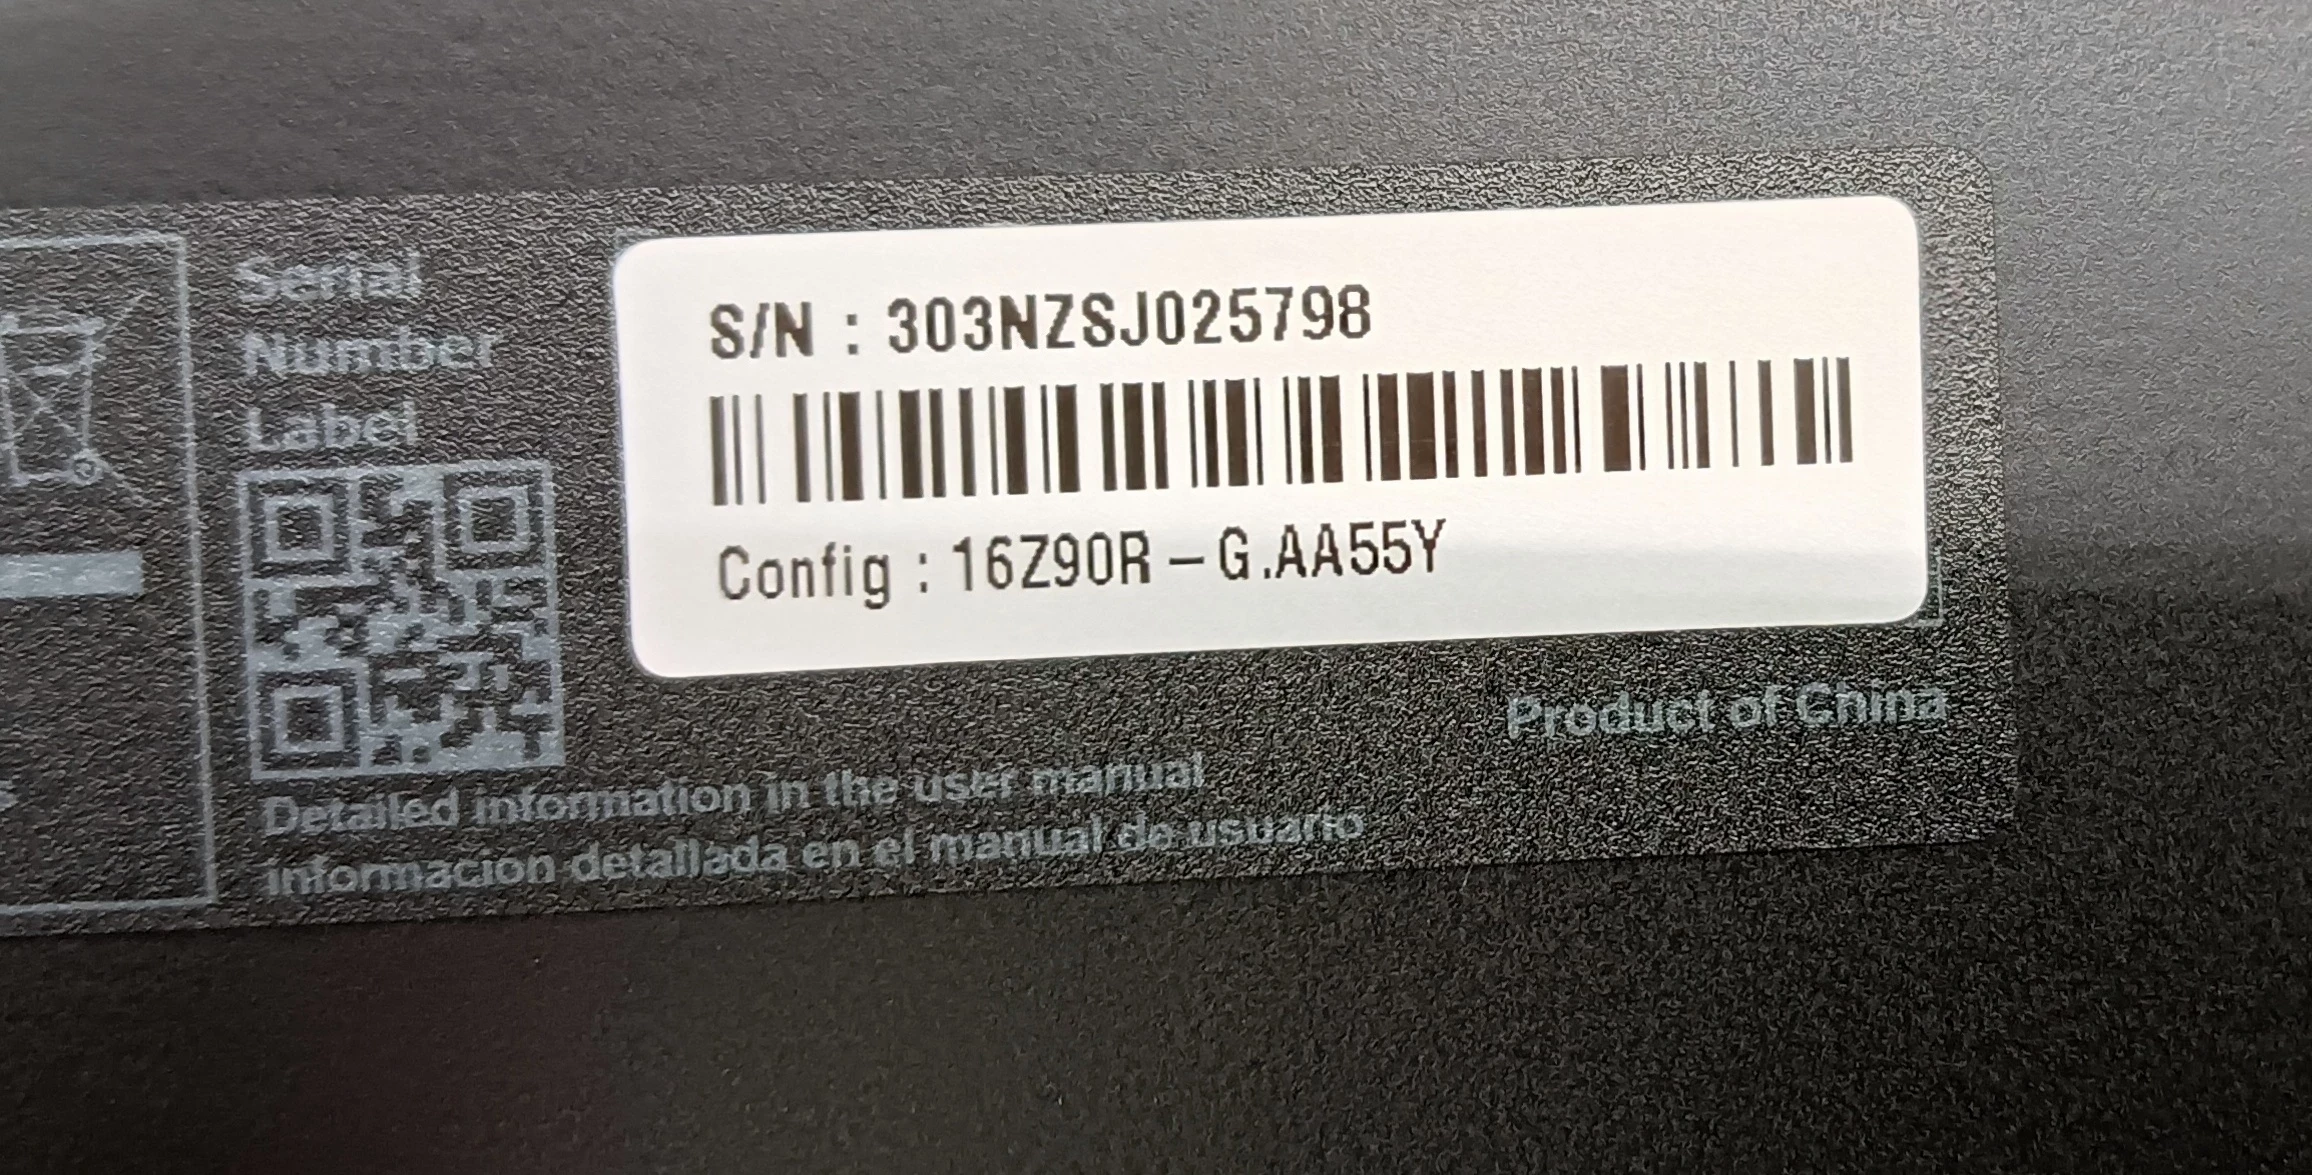 Serial
Number
Label
S/N : 303NZSJ025798
Config : 16Z90R – G.AA55Y
Product of China
Detailed information in the user manual
informacion detallada en el manual de usuario
s